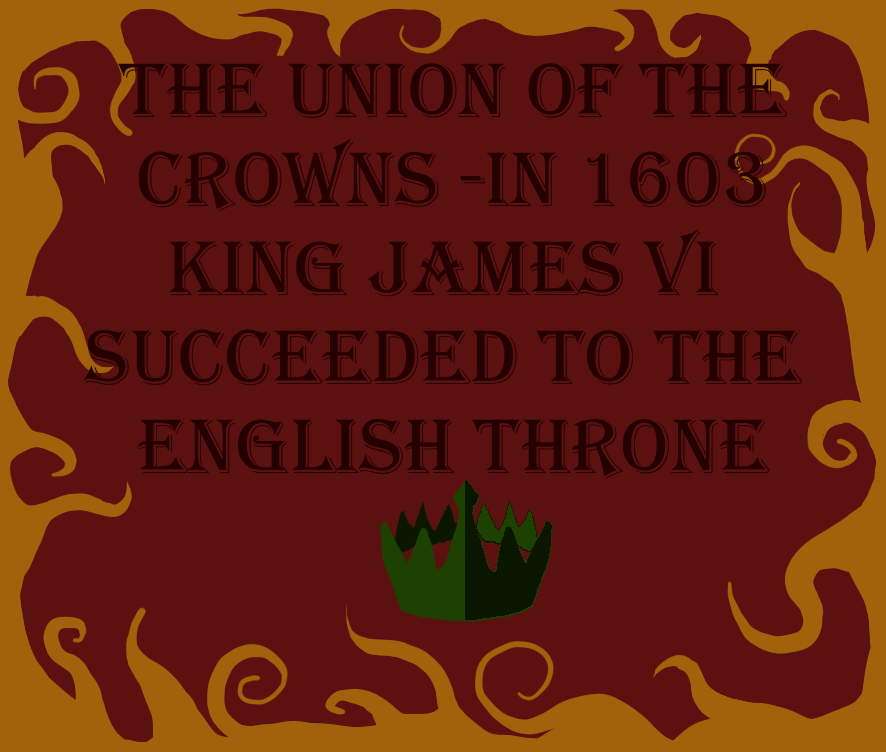 THE UNION OF THE
CROWNS -IN 1603
KING JAMES VI
SUCCEEDED TO THE
ENGLISH THRONE